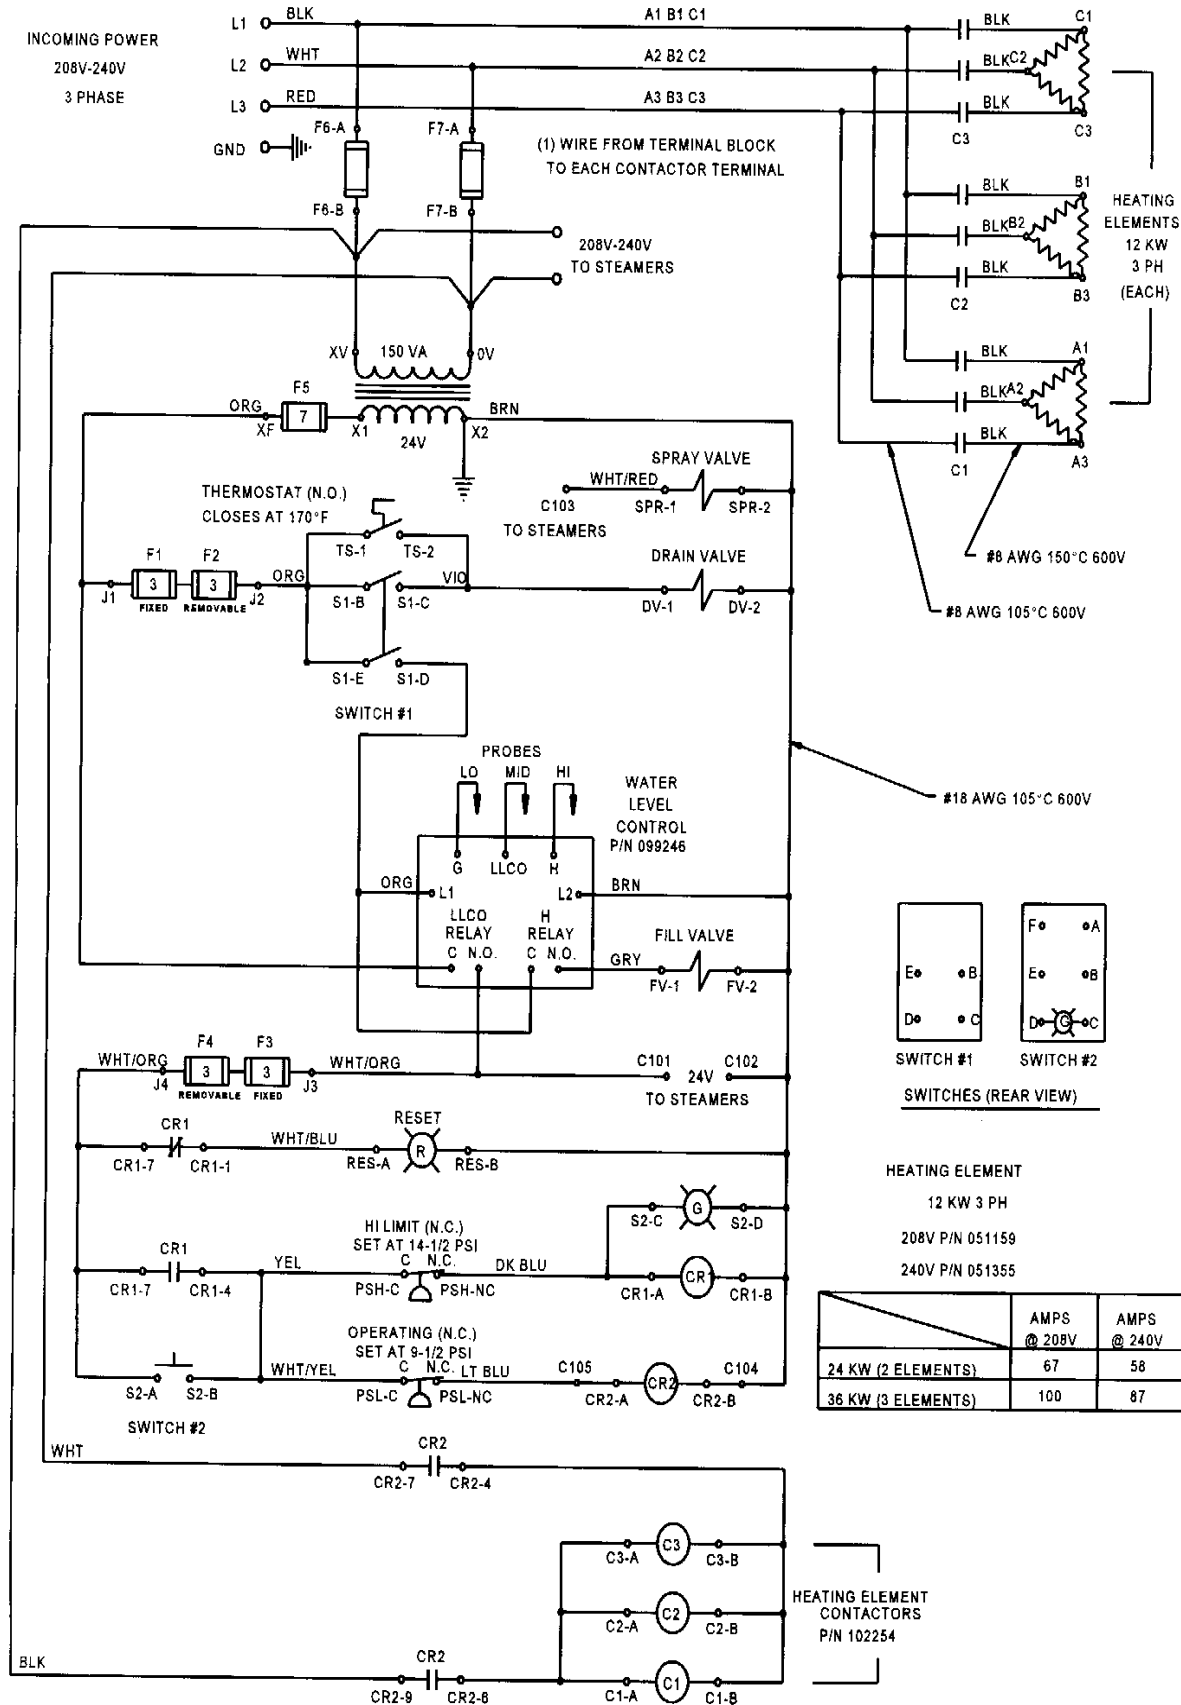 INCOMING POWER
208V-240V
3 PHASE
L1 BLK A1 B1 C1 BLK C1
L2 WHT A2 B2 C2 BLK C2
L3 RED A3 B3 C3 BLK C3
C3
GND
F6-A F7-A
(1) WIRE FROM TERMINAL BLOCK
TO EACH CONTACTOR TERMINAL
F6-B F7-B
208V-240V
TO STEAMERS
BLK B1
BLK B2
BLK B3
C2
HEATING
ELEMENTS
12 KW
3 PH
(EACH)
XV 150 VA 0V
BLK A1
BLK A2
BLK A3
C1
F5
ORG 7 BRN
XF X1 24V X2
SPRAY VALVE
WHT/RED
C103 SPR-1 SPR-2
TO STEAMERS
THERMOSTAT (N.O.)
CLOSES AT 170°F
TS-1 TS-2
#8 AWG 150°C 600V
#8 AWG 105°C 600V
DRAIN VALVE
F1 F2
3 3 ORG VIO
J1 FIXED REMOVABLE J2
S1-B S1-C DV-1 DV-2
S1-E S1-D
SWITCH #1
PROBES
LO MID HI
WATER
LEVEL
CONTROL
P/N 099246
#18 AWG 105°C 600V
G LLCO H
ORG L1 L2 BRN
LLCO
RELAY
C N.O.
H
RELAY
C N.O.
FILL VALVE
GRY
FV-1 FV-2
E B
D C
SWITCH #1
F A
E B
D G C
SWITCH #2
SWITCHES (REAR VIEW)
F4 F3
WHT/ORG 3 3 WHT/ORG
J4 REMOVABLE FIXED J3
C101 24V C102
TO STEAMERS
CR1 WHT/BLU RESET
CR1-7 CR1-1 RES-A R RES-B
HEATING ELEMENT
12 KW 3 PH
208V P/N 051159
240V P/N 051355
S2-C G S2-D
HI LIMIT (N.C.)
SET AT 14-1/2 PSI
CR1 YEL C N.C. DK BLU CR1
CR1-7 CR1-4 PSH-C PSH-NC CR1-A CR1-B
AMPS
@ 208V
AMPS
@ 240V
24 KW (2 ELEMENTS) 67 58
36 KW (3 ELEMENTS) 100 87
OPERATING (N.C.)
SET AT 9-1/2 PSI
WHT/YEL C N.C. LT BLU C105 CR2 C104
S2-A S2-B PSL-C PSL-NC CR2-A CR2-B
SWITCH #2
WHT CR2
CR2-7 CR2-4
C3-A C3 C3-B
C2-A C2 C2-B
HEATING ELEMENT
CONTACTORS
P/N 102254
BLK CR2
CR2-9 CR2-6 C1-A C1 C1-B